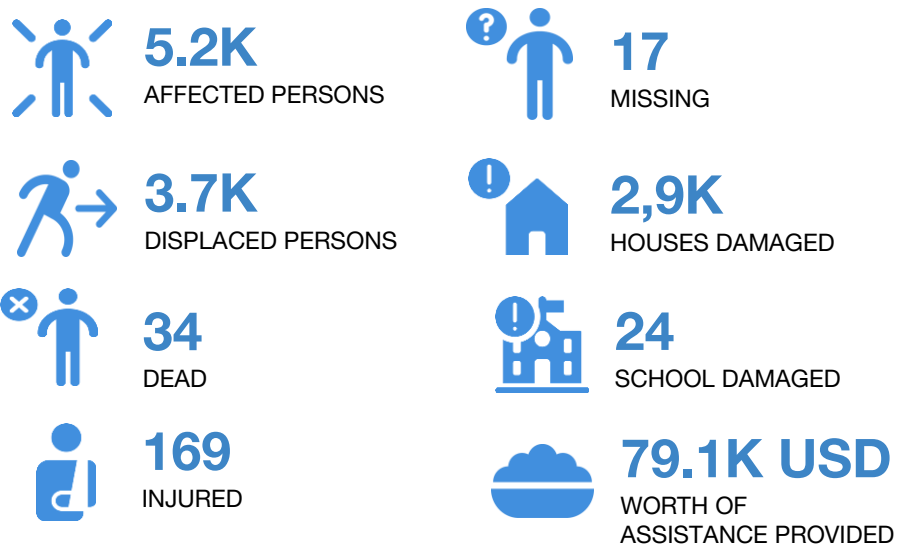 5.2K
AFFECTED PERSONS
?
17
MISSING
3.7K
DISPLACED PERSONS
!
2,9K
HOUSES DAMAGED
34
DEAD
!
24
SCHOOL DAMAGED
169
INJURED
79.1K USD
WORTH OF
ASSISTANCE PROVIDED